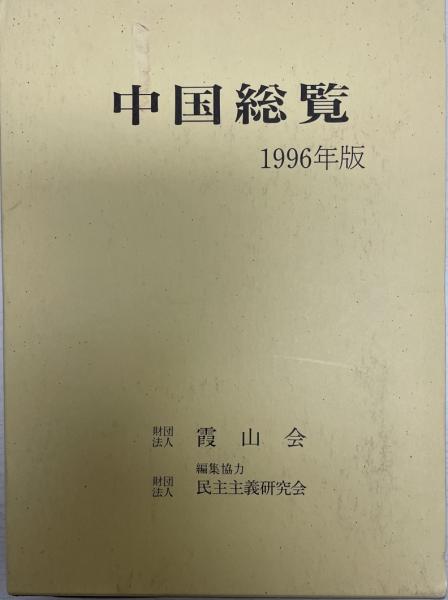 中国総覧
1996年版
財団法人 霞山会
編集協力
財団法人 民主主義研究会